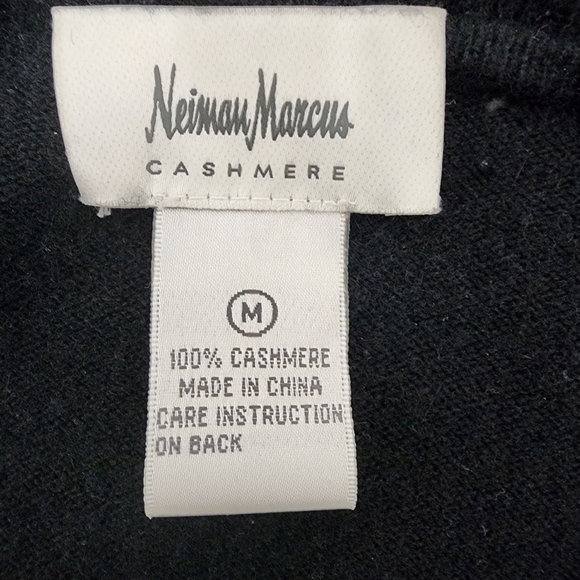 Neiman Marcus
CASHMERE
M
100% CASHMERE
MADE IN CHINA
CARE INSTRUCTION
ON BACK